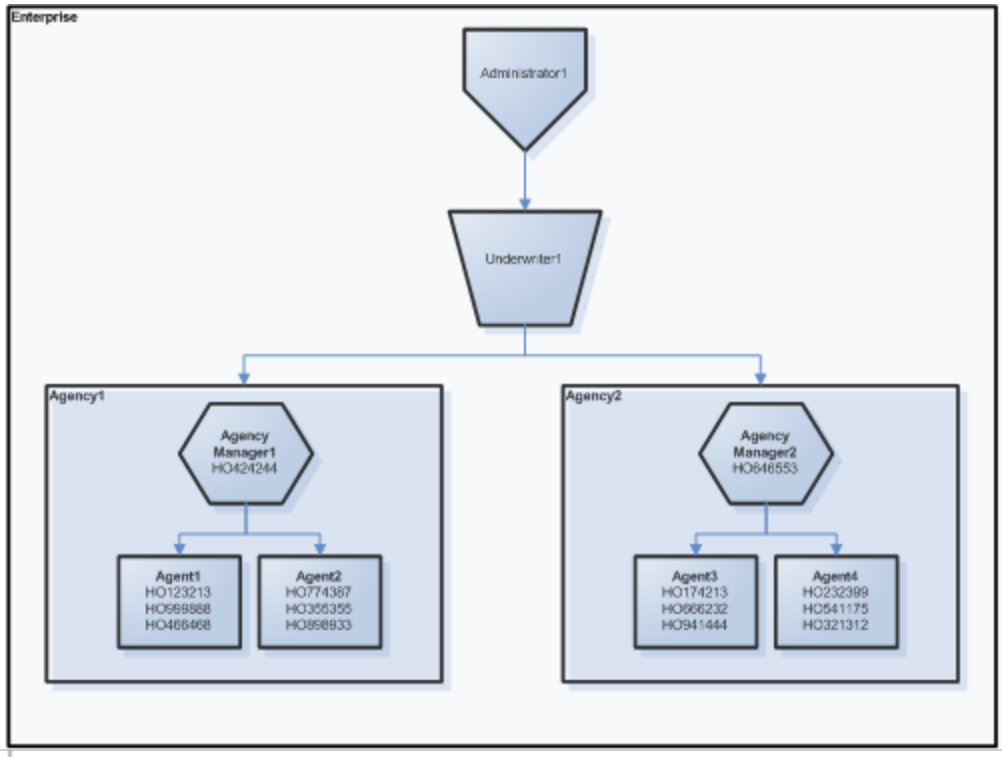 Enterprise
Administrator1
Underwriter1
Agency1
Agency
Manager1
HO424244
Agent1
HO123213
HO999888
HO466468
Agent2
HO774387
HO355355
HO898933
Agency2
Agency
Manager2
HO646553
Agent3
HO174213
HO666232
HO941444
Agent4
HO232399
HO541175
HO321312